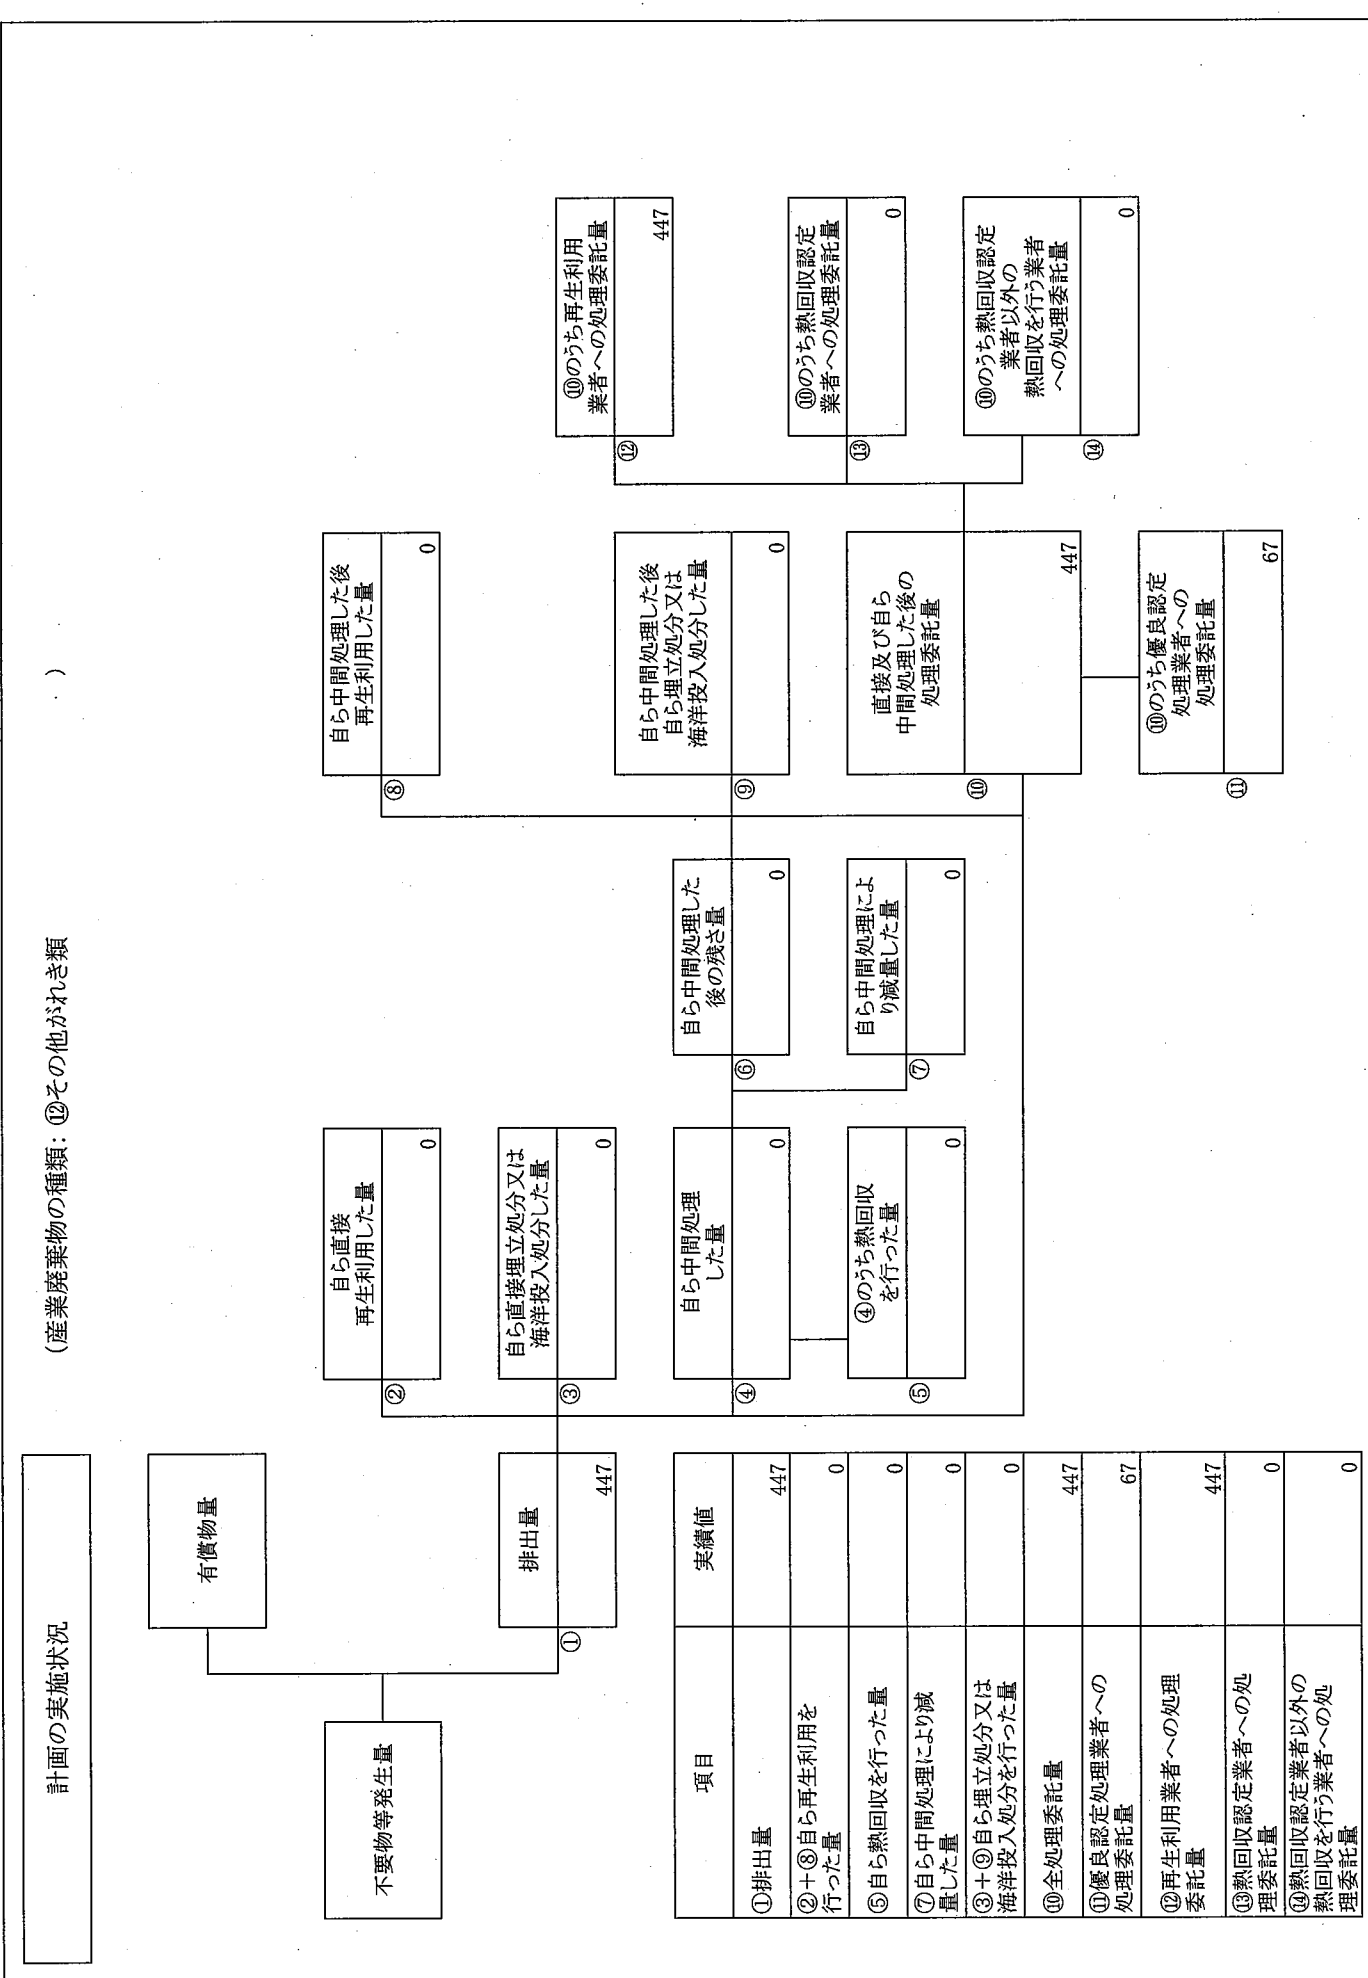 計画の実施状況
(産業廃棄物の種類: ⑫その他がれき類
)
不要物等発生量
有償物量
①
排出量
447
②
自ら直接
再生利用した量
0
③
自ら直接埋立処分又は
海洋投入処分した量
0
④
自ら中間処理
した量
0
⑤
④のうち熱回収
を行った量
0
⑥
自ら中間処理した
後の残さ量
0
⑦
自ら中間処理によ
り減量した量
0
⑧
自ら中間処理した後
再生利用した量
0
⑨
自ら中間処理した後
自ら埋立処分又は
海洋投入処分した量
0
⑩
直接及び自ら
中間処理した後の
処理委託量
447
⑪
⑩のうち優良認定
処理業者への
処理委託量
67
⑫
⑩のうち再生利用
業者への処理委託量
447
⑬
⑩のうち熱回収認定
業者への処理委託量
0
⑭
⑩のうち熱回収認定
業者以外の
熱回収を行う業者
への処理委託量
0
項目 実績値
①排出量 447
②+⑧自ら再生利用を
行った量 0
⑤自ら熱回収を行った量 0
⑦自ら中間処理により減
量した量 0
③+⑨自ら埋立処分又は
海洋投入処分を行った量 0
⑩全処理委託量 447
⑪優良認定処理業者への
処理委託量 67
⑫再生利用業者への処理
委託量 447
⑬熱回収認定業者への処
理委託量 0
⑭熱回収認定業者以外の
熱回収を行う業者への処
理委託量 0